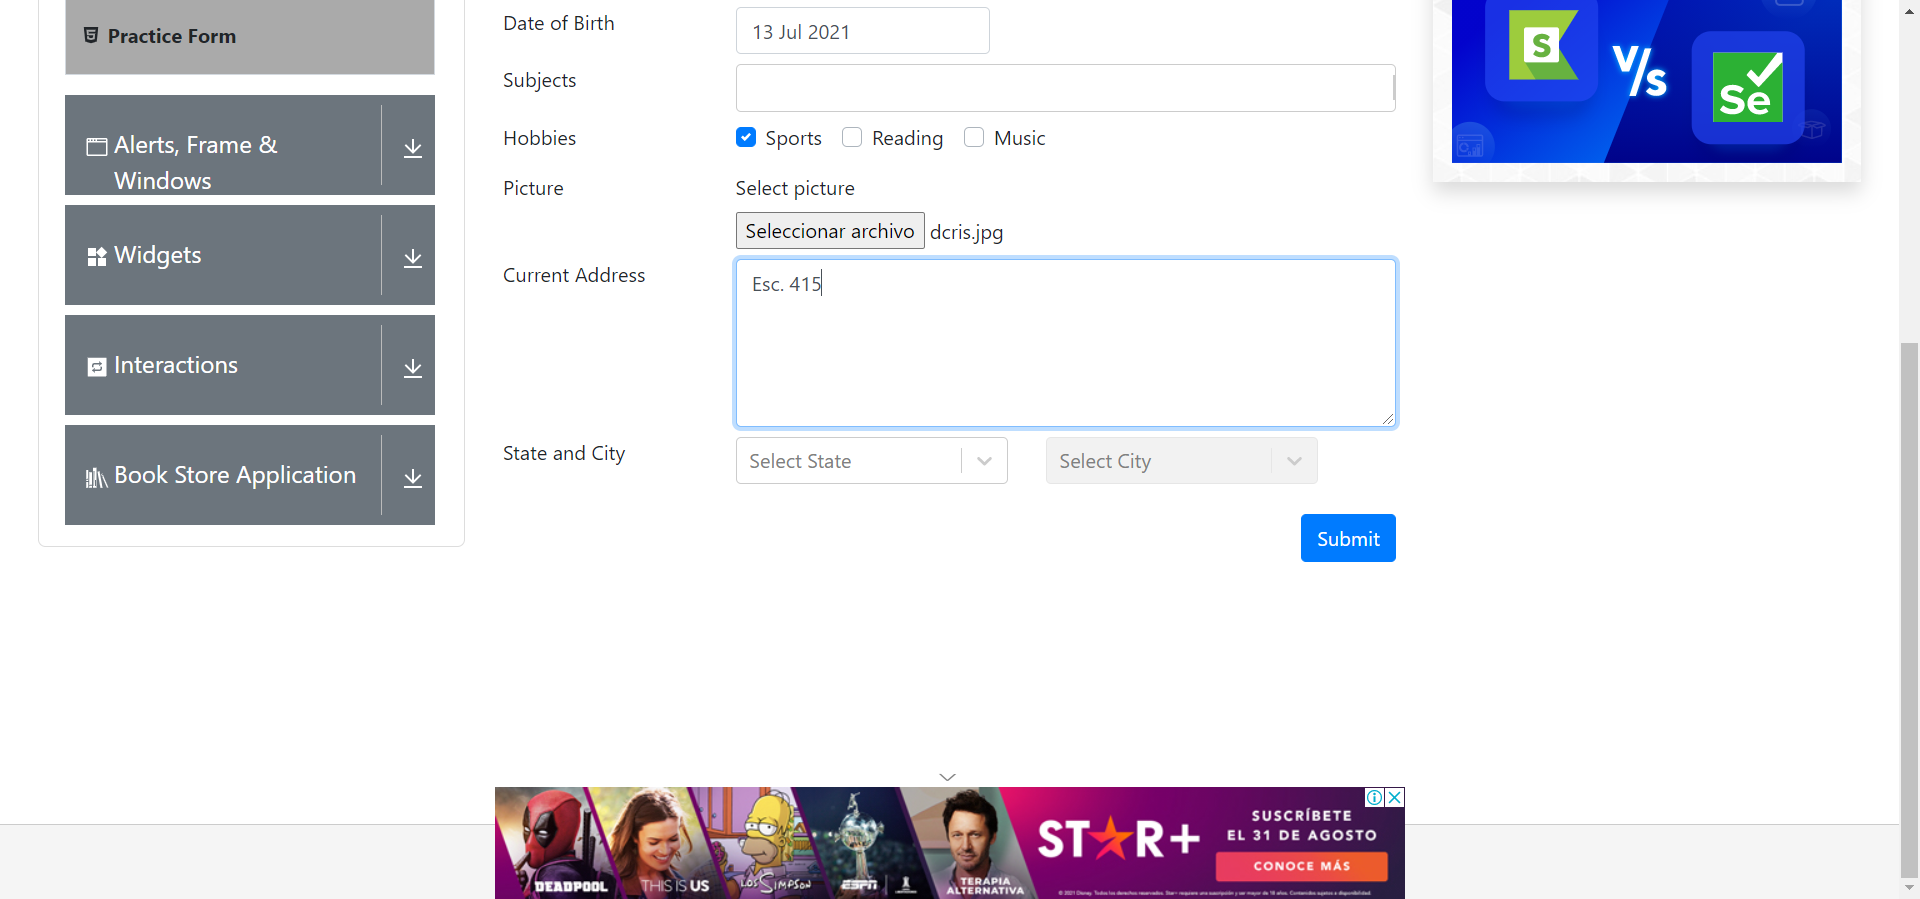 Practice Form
Alerts, Frame &
Windows
Widgets
Interactions
Book Store Application
Date of Birth
13 Jul 2021
Subjects
Hobbies
Sports
Reading
Music
Picture
Select picture
Seleccionar archivo dcris.jpg
Current Address
Esc. 415
State and City
Select State
Select City
Submit
S
V/s
Se
DEADPOOL
THIS IS US
LOS SIMPSON
ESPN
TERAPIA
ALTERNATIVA
STAR+
SUSCRÍBETE
EL 31 DE AGOSTO
CONOCE MÁS